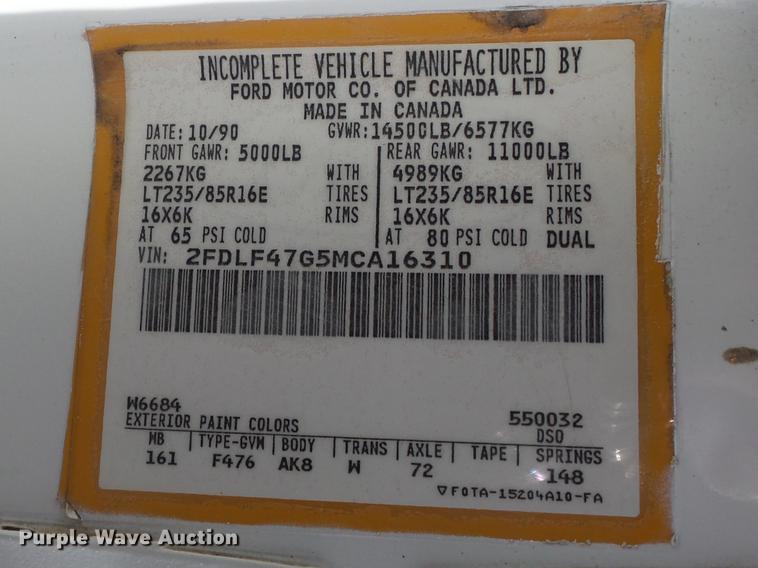 INCOMPLETE VEHICLE MANUFACTURED BY
FORD MOTOR CO. OF CANADA LTD.
MADE IN CANADA
DATE: 10/90 GVWR: 14500LB/6577KG
FRONT GAWR: 5000LB REAR GAWR: 11000LB
2267KG WITH 4989KG WITH
LT235/85R16E TIRES LT235/85R16E TIRES
16X6K RIMS 16X6K RIMS
AT 65 PSI COLD AT 80 PSI COLD DUAL
VIN: 2FDLF47G5MCA16310
W6684 550032
EXTERIOR PAINT COLORS DSO
WB TYPE-GVM BODY TRANS AXLE TAPE SPRINGS
161 F476 AK8 W 72 148
▽F0TA-15204A10-FA
Purple Wave Auction